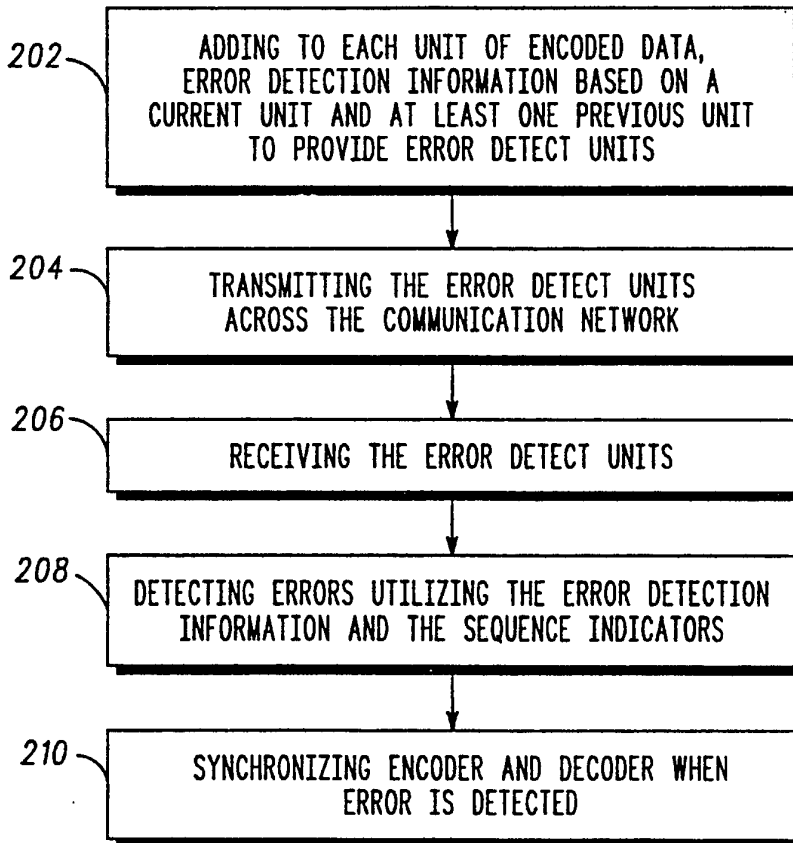 202
ADDING TO EACH UNIT OF ENCODED DATA,
ERROR DETECTION INFORMATION BASED ON A
CURRENT UNIT AND AT LEAST ONE PREVIOUS UNIT
TO PROVIDE ERROR DETECT UNITS
204
TRANSMITTING THE ERROR DETECT UNITS
ACROSS THE COMMUNICATION NETWORK
206
RECEIVING THE ERROR DETECT UNITS
208
DETECTING ERRORS UTILIZING THE ERROR DETECTION
INFORMATION AND THE SEQUENCE INDICATORS
210
SYNCHRONIZING ENCODER AND DECODER WHEN
ERROR IS DETECTED